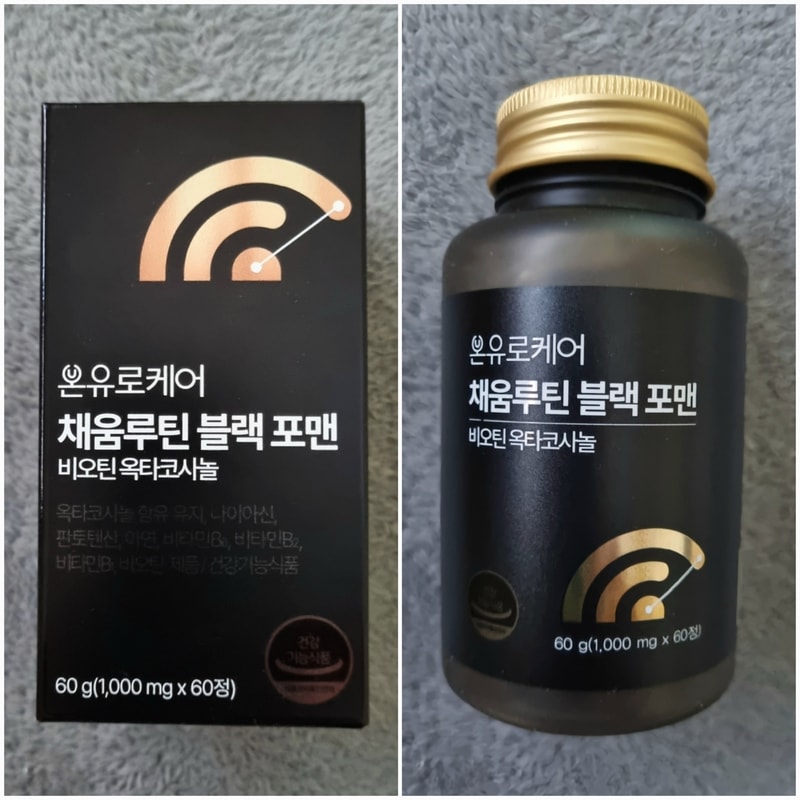 온유로케어
채움루틴 블랙 포맨
비오틴 옥타코사놀
옥타코사놀 함유 유지, 나이아신,
판토텐산, 아연, 비타민B₆, 비타민B₂,
비타민B₁, 비오틴 제품 / 건강기능식품
건강
기능식품
60 g(1,000 mg x 60정)
온유로케어
채움루틴 블랙 포맨
비오틴 옥타코사놀
60 g(1,000 mg x 60정)